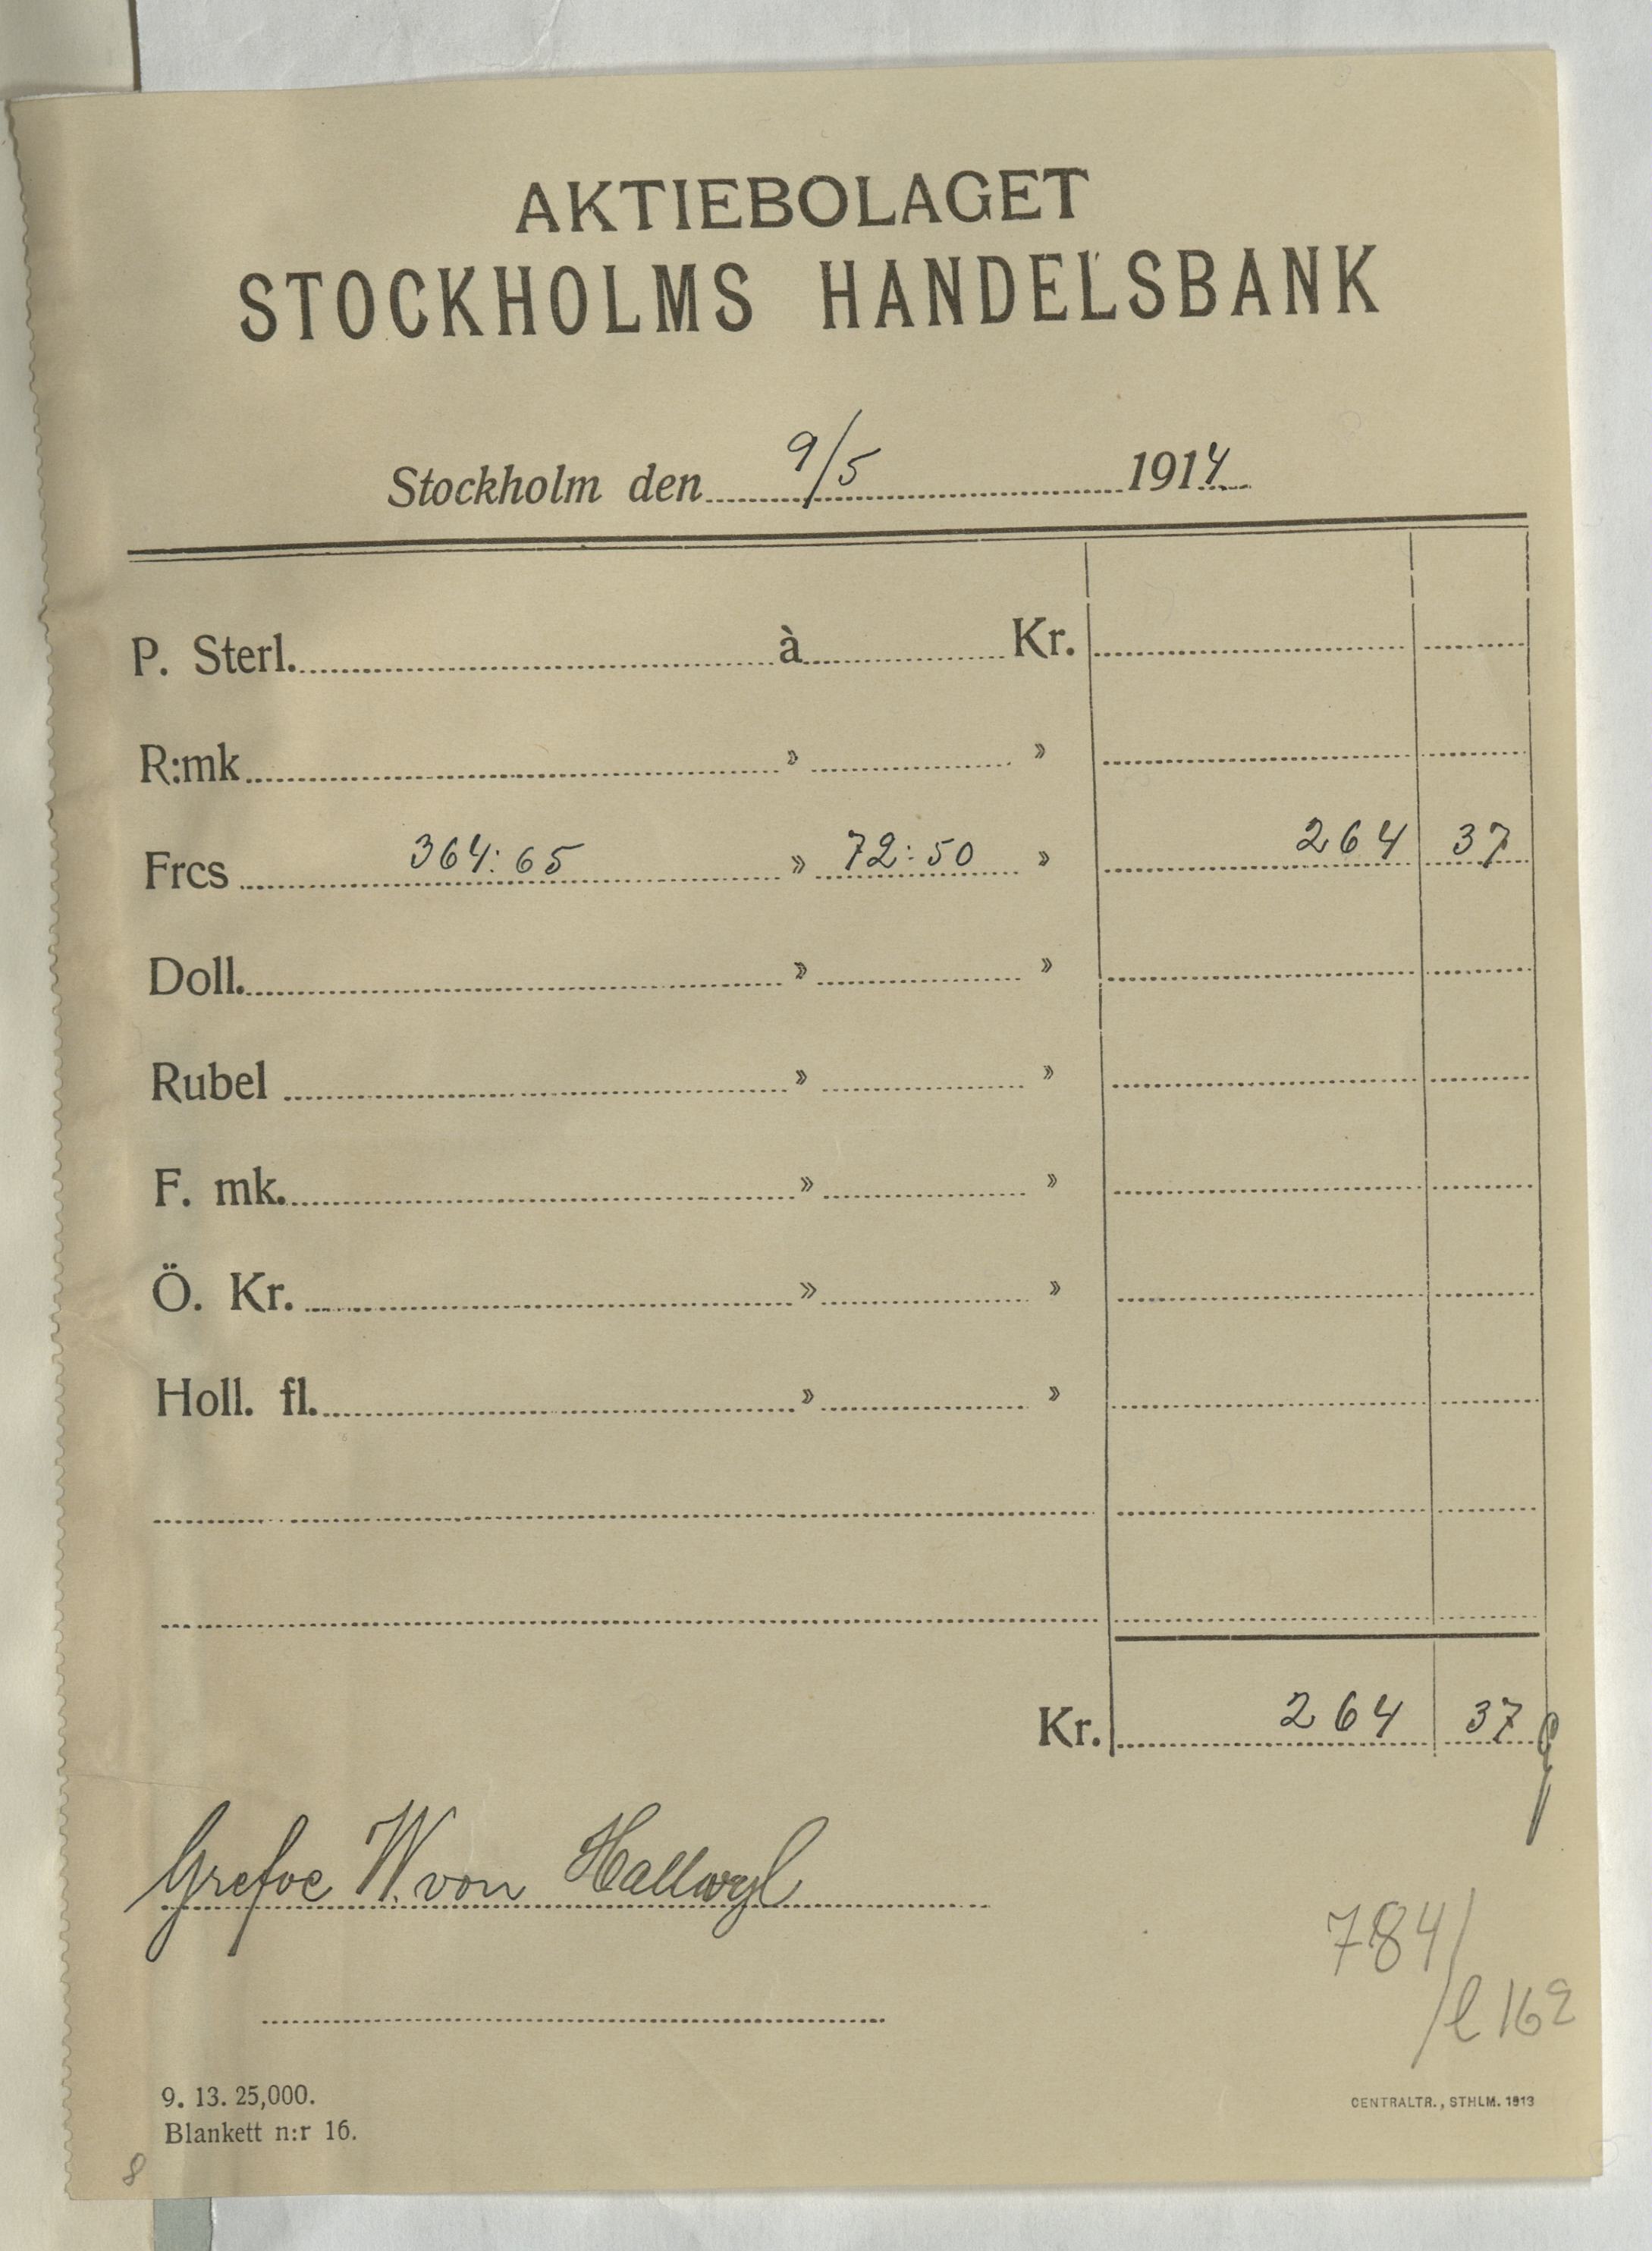 AKTIEBOLAGET
STOCKHOLMS HANDELSBANK
Stockholm den 9/5 1914
P. Sterl. à Kr.
R:mk » »
Frcs 364:65 » 72:50 » 264 37
Doll. » »
Rubel » »
F. mk. » »
Ö. Kr. » »
Holl. fl. » »
Kr. 264 37
Grefve W. von Hallwyl
784/
/l 162
9. 13. 25,000.
Blankett n:r 16.
CENTRALTR., STHLM. 1913
8